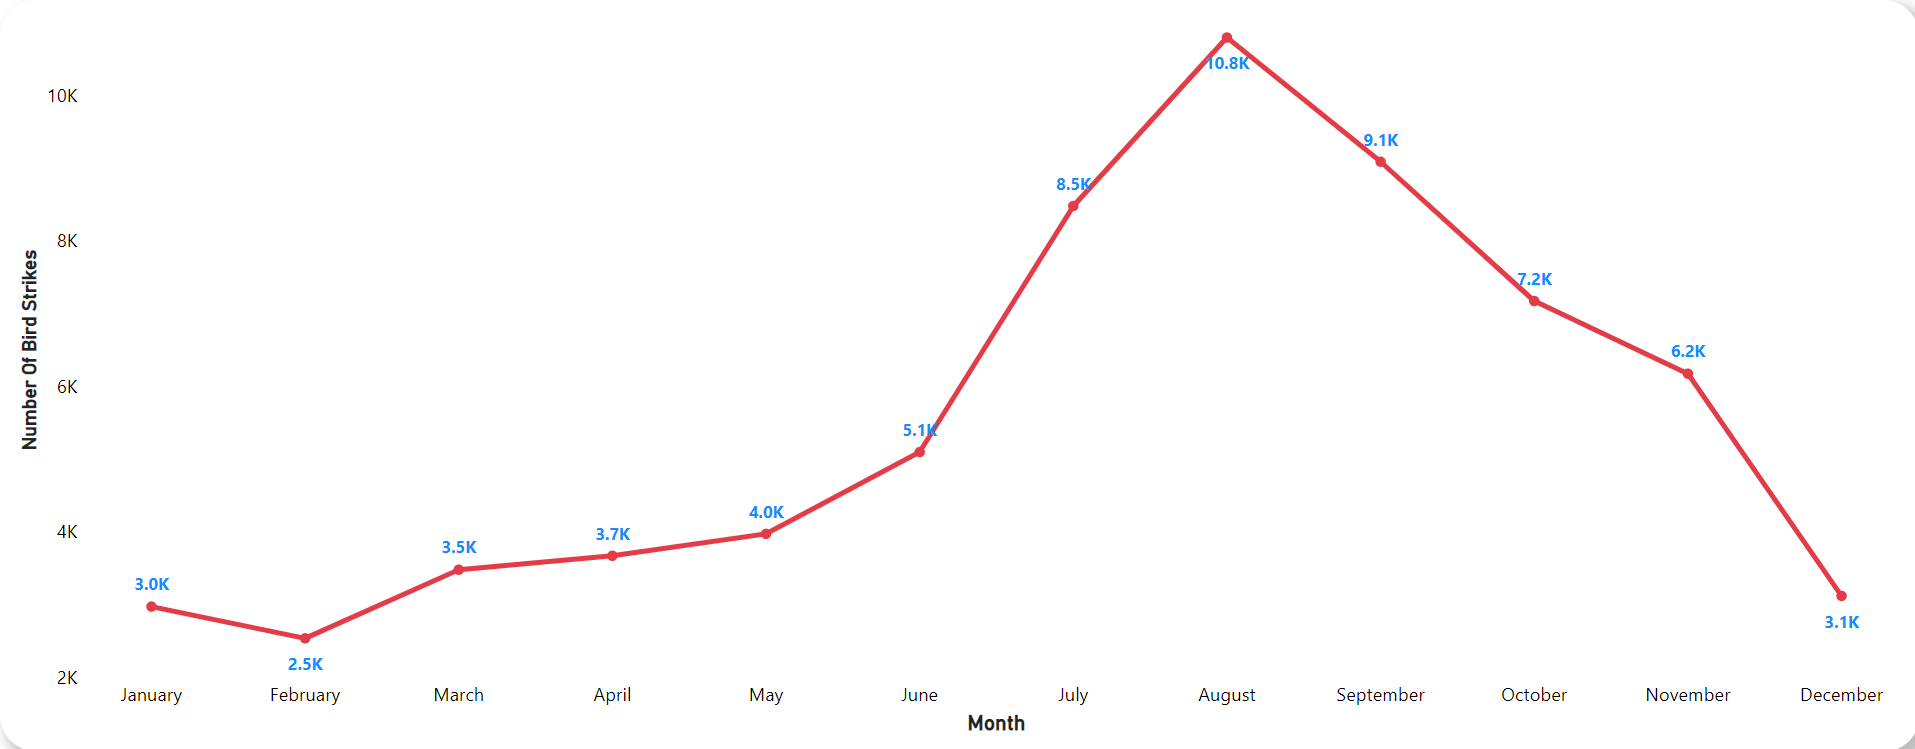 10K
8K
6K
4K
2K
Number Of Bird Strikes
3.0K
2.5K
3.5K
3.7K
4.0K
5.1K
8.5K
10.8K
9.1K
7.2K
6.2K
3.1K
January February March April May June July August September October November December
Month